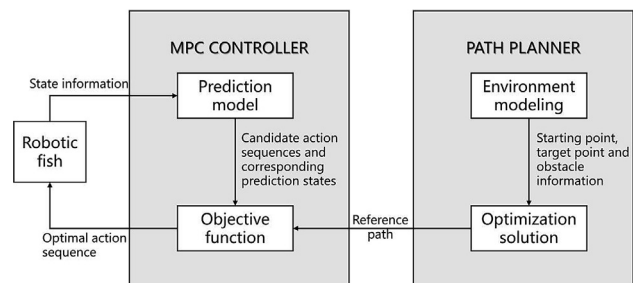 MPC CONTROLLER
PATH PLANNER
State information
Prediction
model
Environment
modeling
Robotic
fish
Candidate action
sequences and
corresponding
prediction states
Starting point,
target point and
obstacle
information
Objective
function
Reference
path
Optimization
solution
Optimal action
sequence